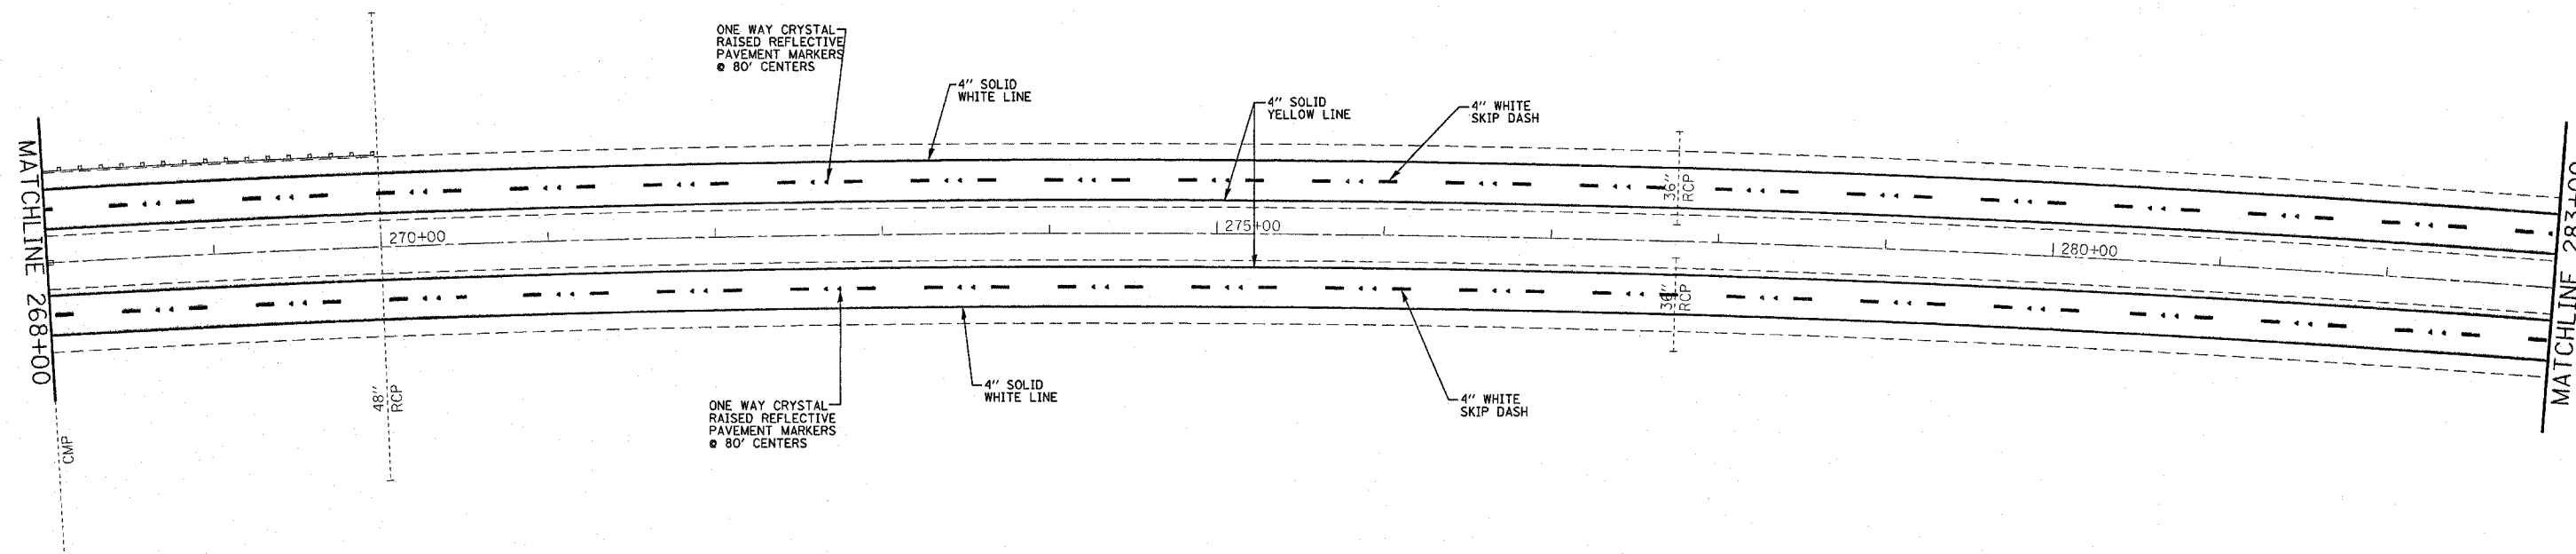 ONE WAY CRYSTAL
RAISED REFLECTIVE
PAVEMENT MARKERS
@ 80' CENTERS
4" SOLID
WHITE LINE
4" SOLID
YELLOW LINE
4" WHITE
SKIP DASH
MATCHLINE 268+00
270+00
275+00
280+00
36"
RCP
RCP
MATCHLINE 283+00
48"
RCP
CMP
ONE WAY CRYSTAL
RAISED REFLECTIVE
PAVEMENT MARKERS
@ 80' CENTERS
4" SOLID
WHITE LINE
4" WHITE
SKIP DASH